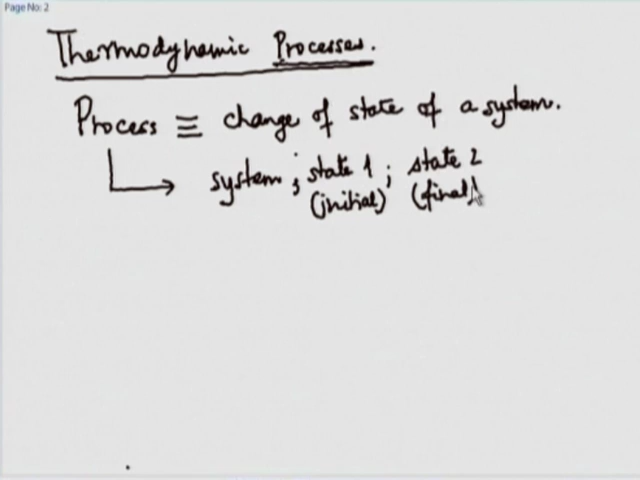 Page No: 2
Thermodynamic Processes.
Process ≡ change of state of a system.
system ; state 1 ; state 2
(initial) (final)